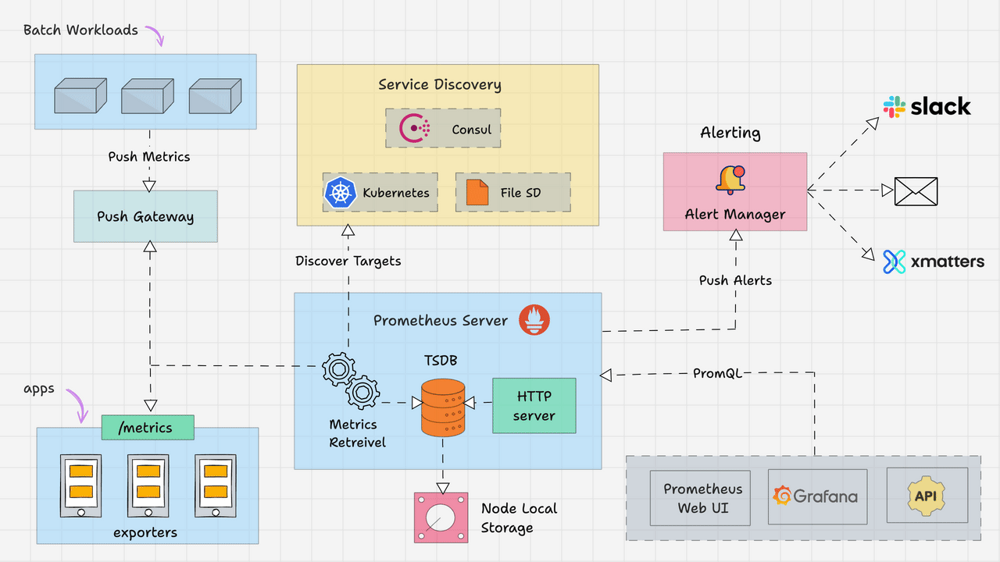 Batch Workloads
Push Metrics
Push Gateway
Service Discovery
Consul
Kubernetes
File SD
Discover Targets
Alerting
Alert Manager
slack
xmatters
Push Alerts
Prometheus Server
TSDB
HTTP
server
Metrics
Retreivel
PromQL
apps
/metrics
exporters
Node Local
Storage
Prometheus
Web UI
Grafana
API